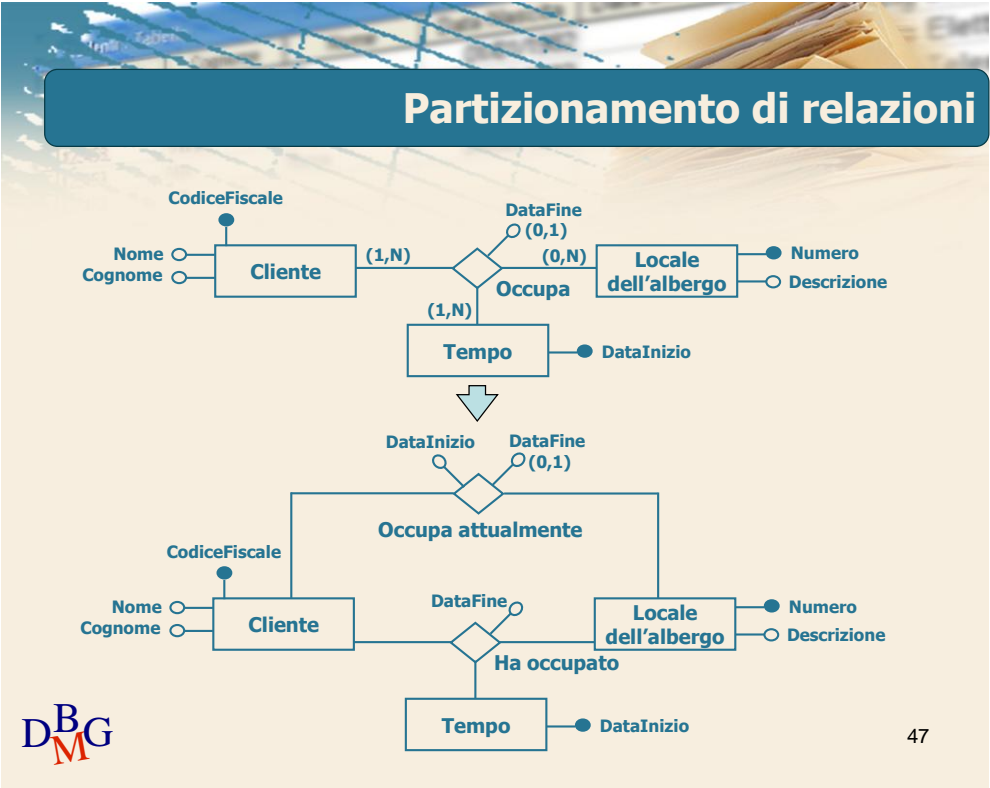 Partizionamento di relazioni
CodiceFiscale
DataFine
(0,1)
Nome
Cognome
Cliente
(1,N)
(0,N)
Occupa
Locale
dell'albergo
Numero
Descrizione
(1,N)
Tempo
DataInizio
DataInizio
DataFine
(0,1)
Occupa attualmente
CodiceFiscale
Nome
Cognome
Cliente
DataFine
Ha occupato
Locale
dell'albergo
Numero
Descrizione
Tempo
DataInizio
DBMG
47